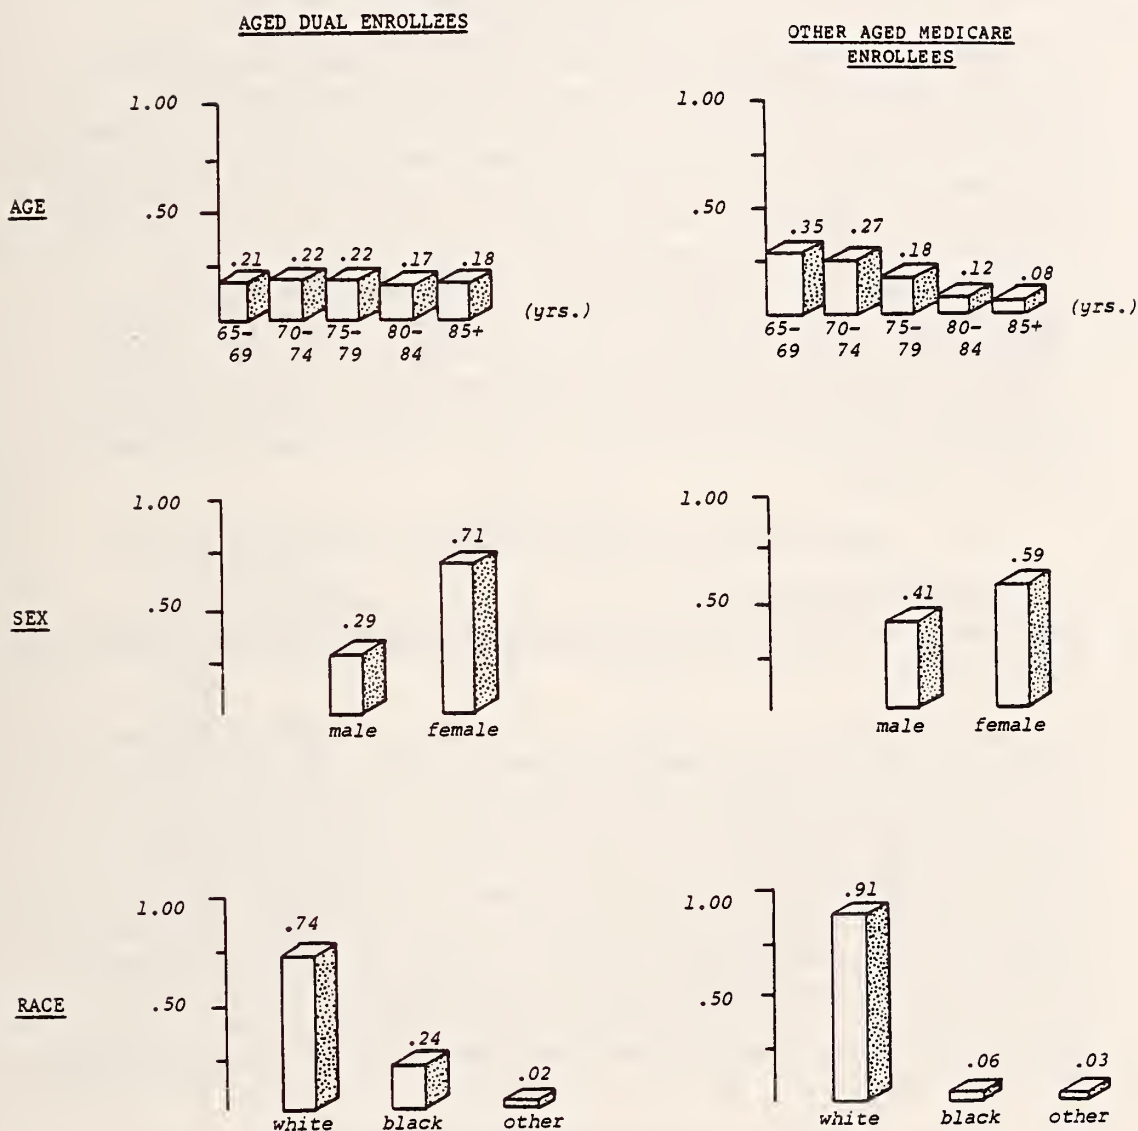 AGED DUAL ENROLLEES
OTHER AGED MEDICARE
ENROLLEES
AGE
1.00
.50
.21 .22 .22 .17 .18
65-69 70-74 75-79 80-84 85+ (yrs.)
1.00
.50
.35 .27 .18 .12 .08
65-69 70-74 75-79 80-84 85+ (yrs.)
SEX
1.00
.50
.29 .71
male female
1.00
.50
.41 .59
male female
RACE
1.00
.50
.74 .24 .02
white black other
1.00
.50
.91 .06 .03
white black other